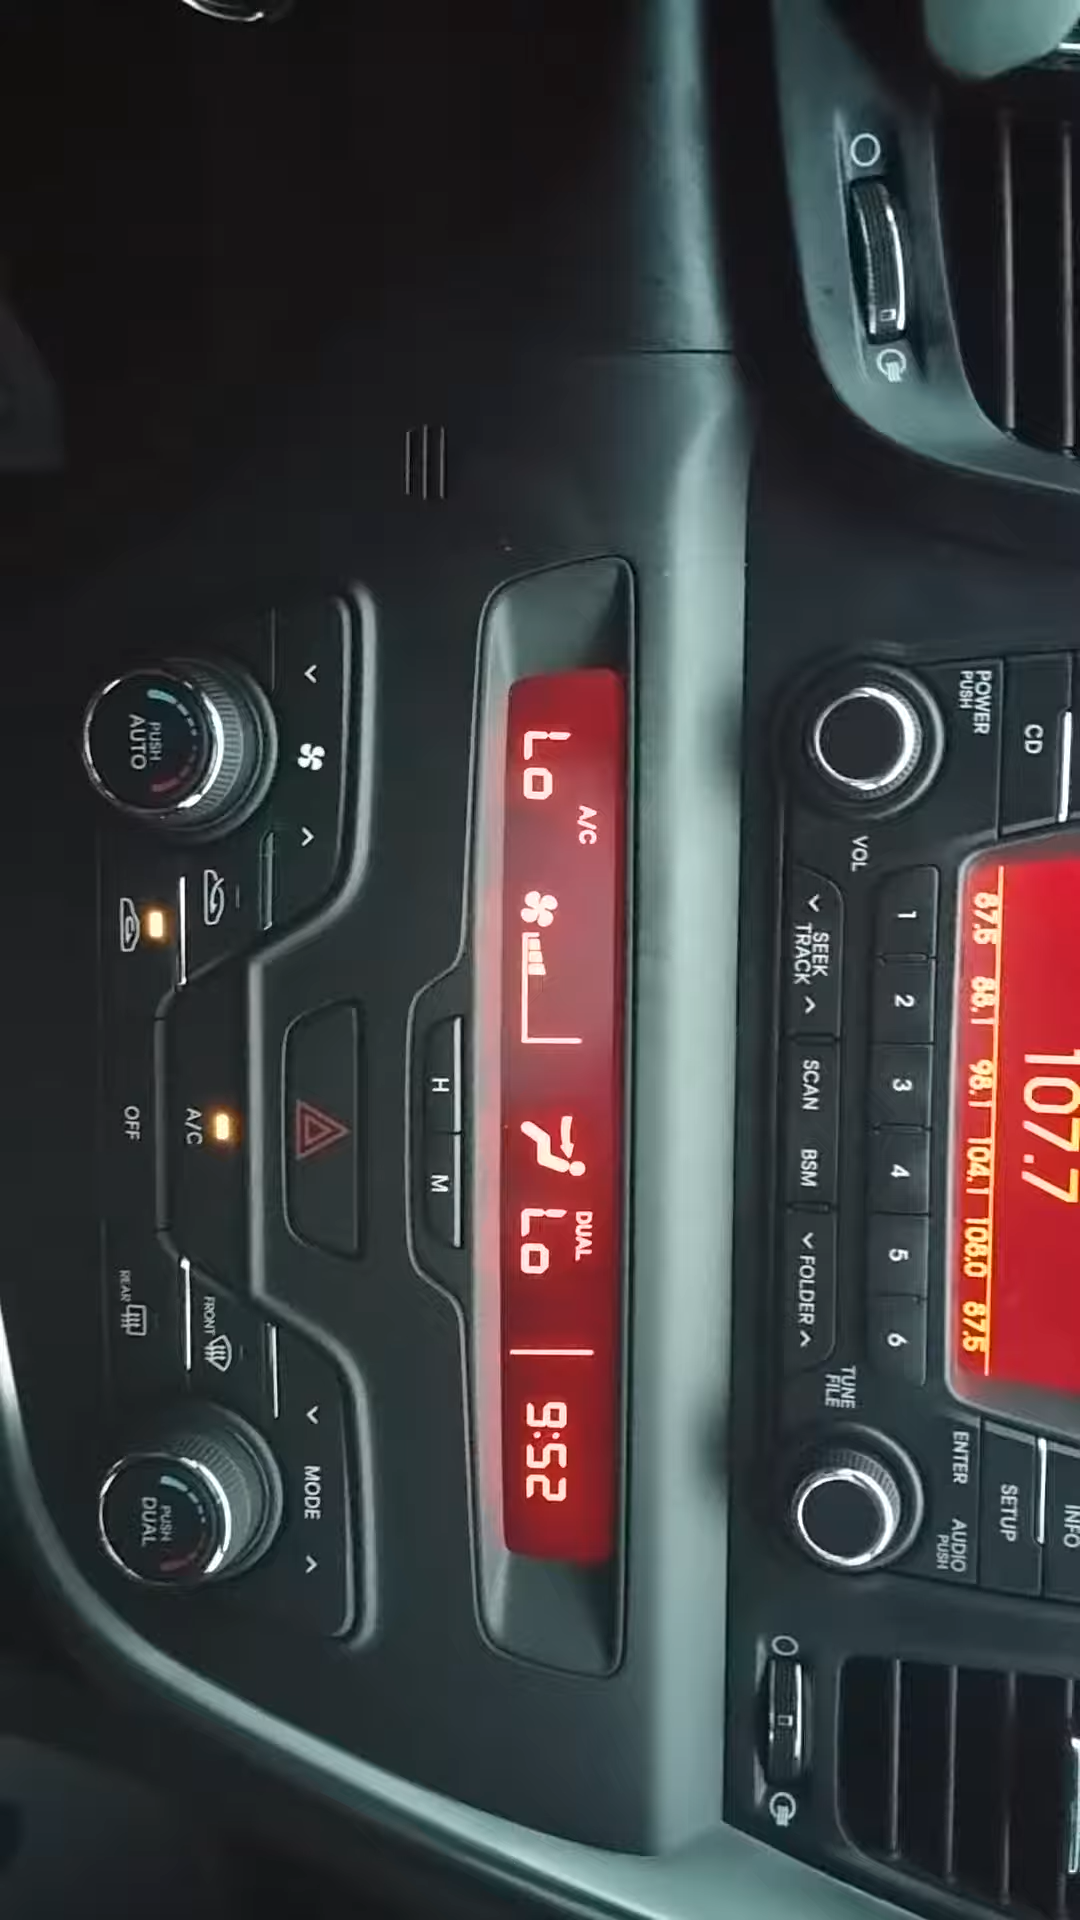 CD
POWER
PUSH
VOL
107.7
87.5 88.1 98.1 104.1 108.0 87.5
1 2 3 4 5 6
SEEK
TRACK
SCAN
BSM
FOLDER
TUNE
FILE
ENTER
AUDIO
PUSH
SETUP
INFO
A/C
DUAL
Lo Lo 9:52
H M
MODE
A/C
OFF
FRONT
REAR
PUSH
AUTO
PUSH
DUAL